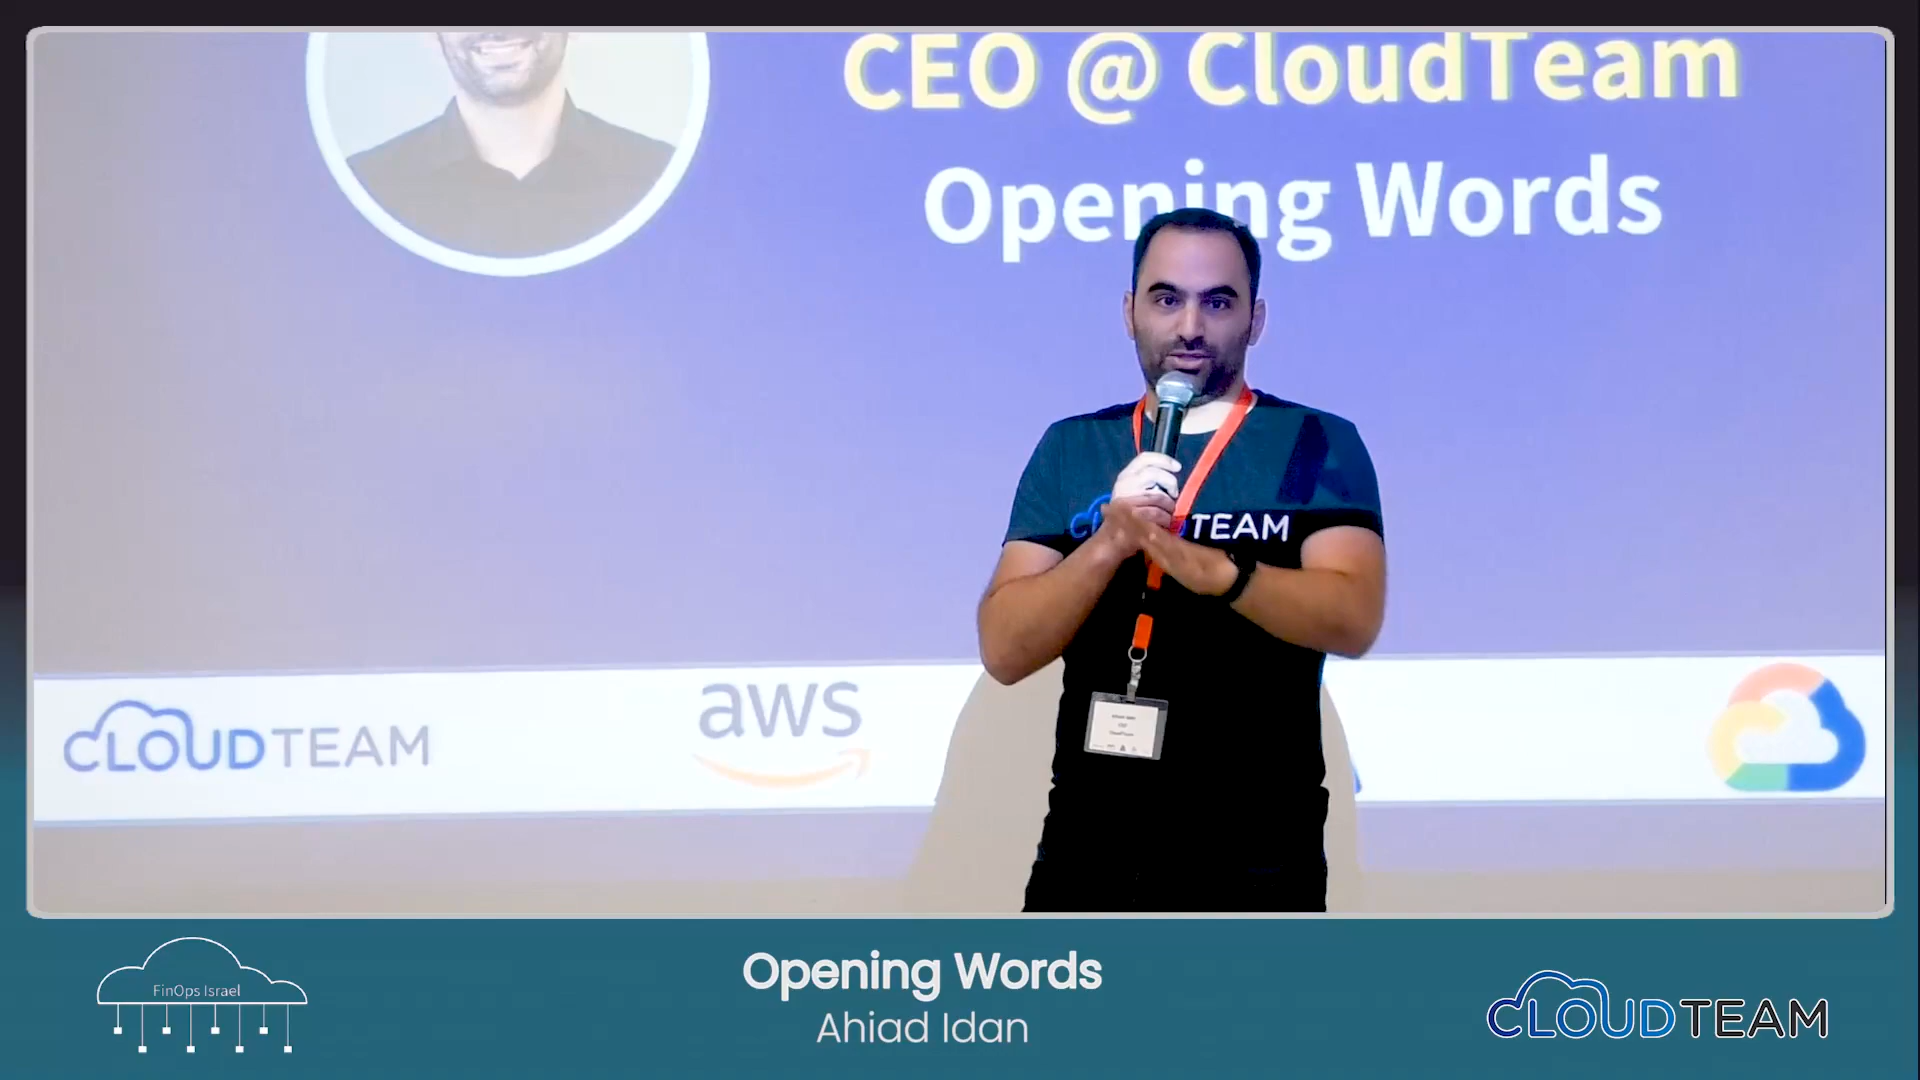 CEO @ CloudTeam
Opening Words
TEAM
CLOUDTEAM
aws
FinOps Israel
Opening Words
Ahiad Idan
CLOUDTEAM